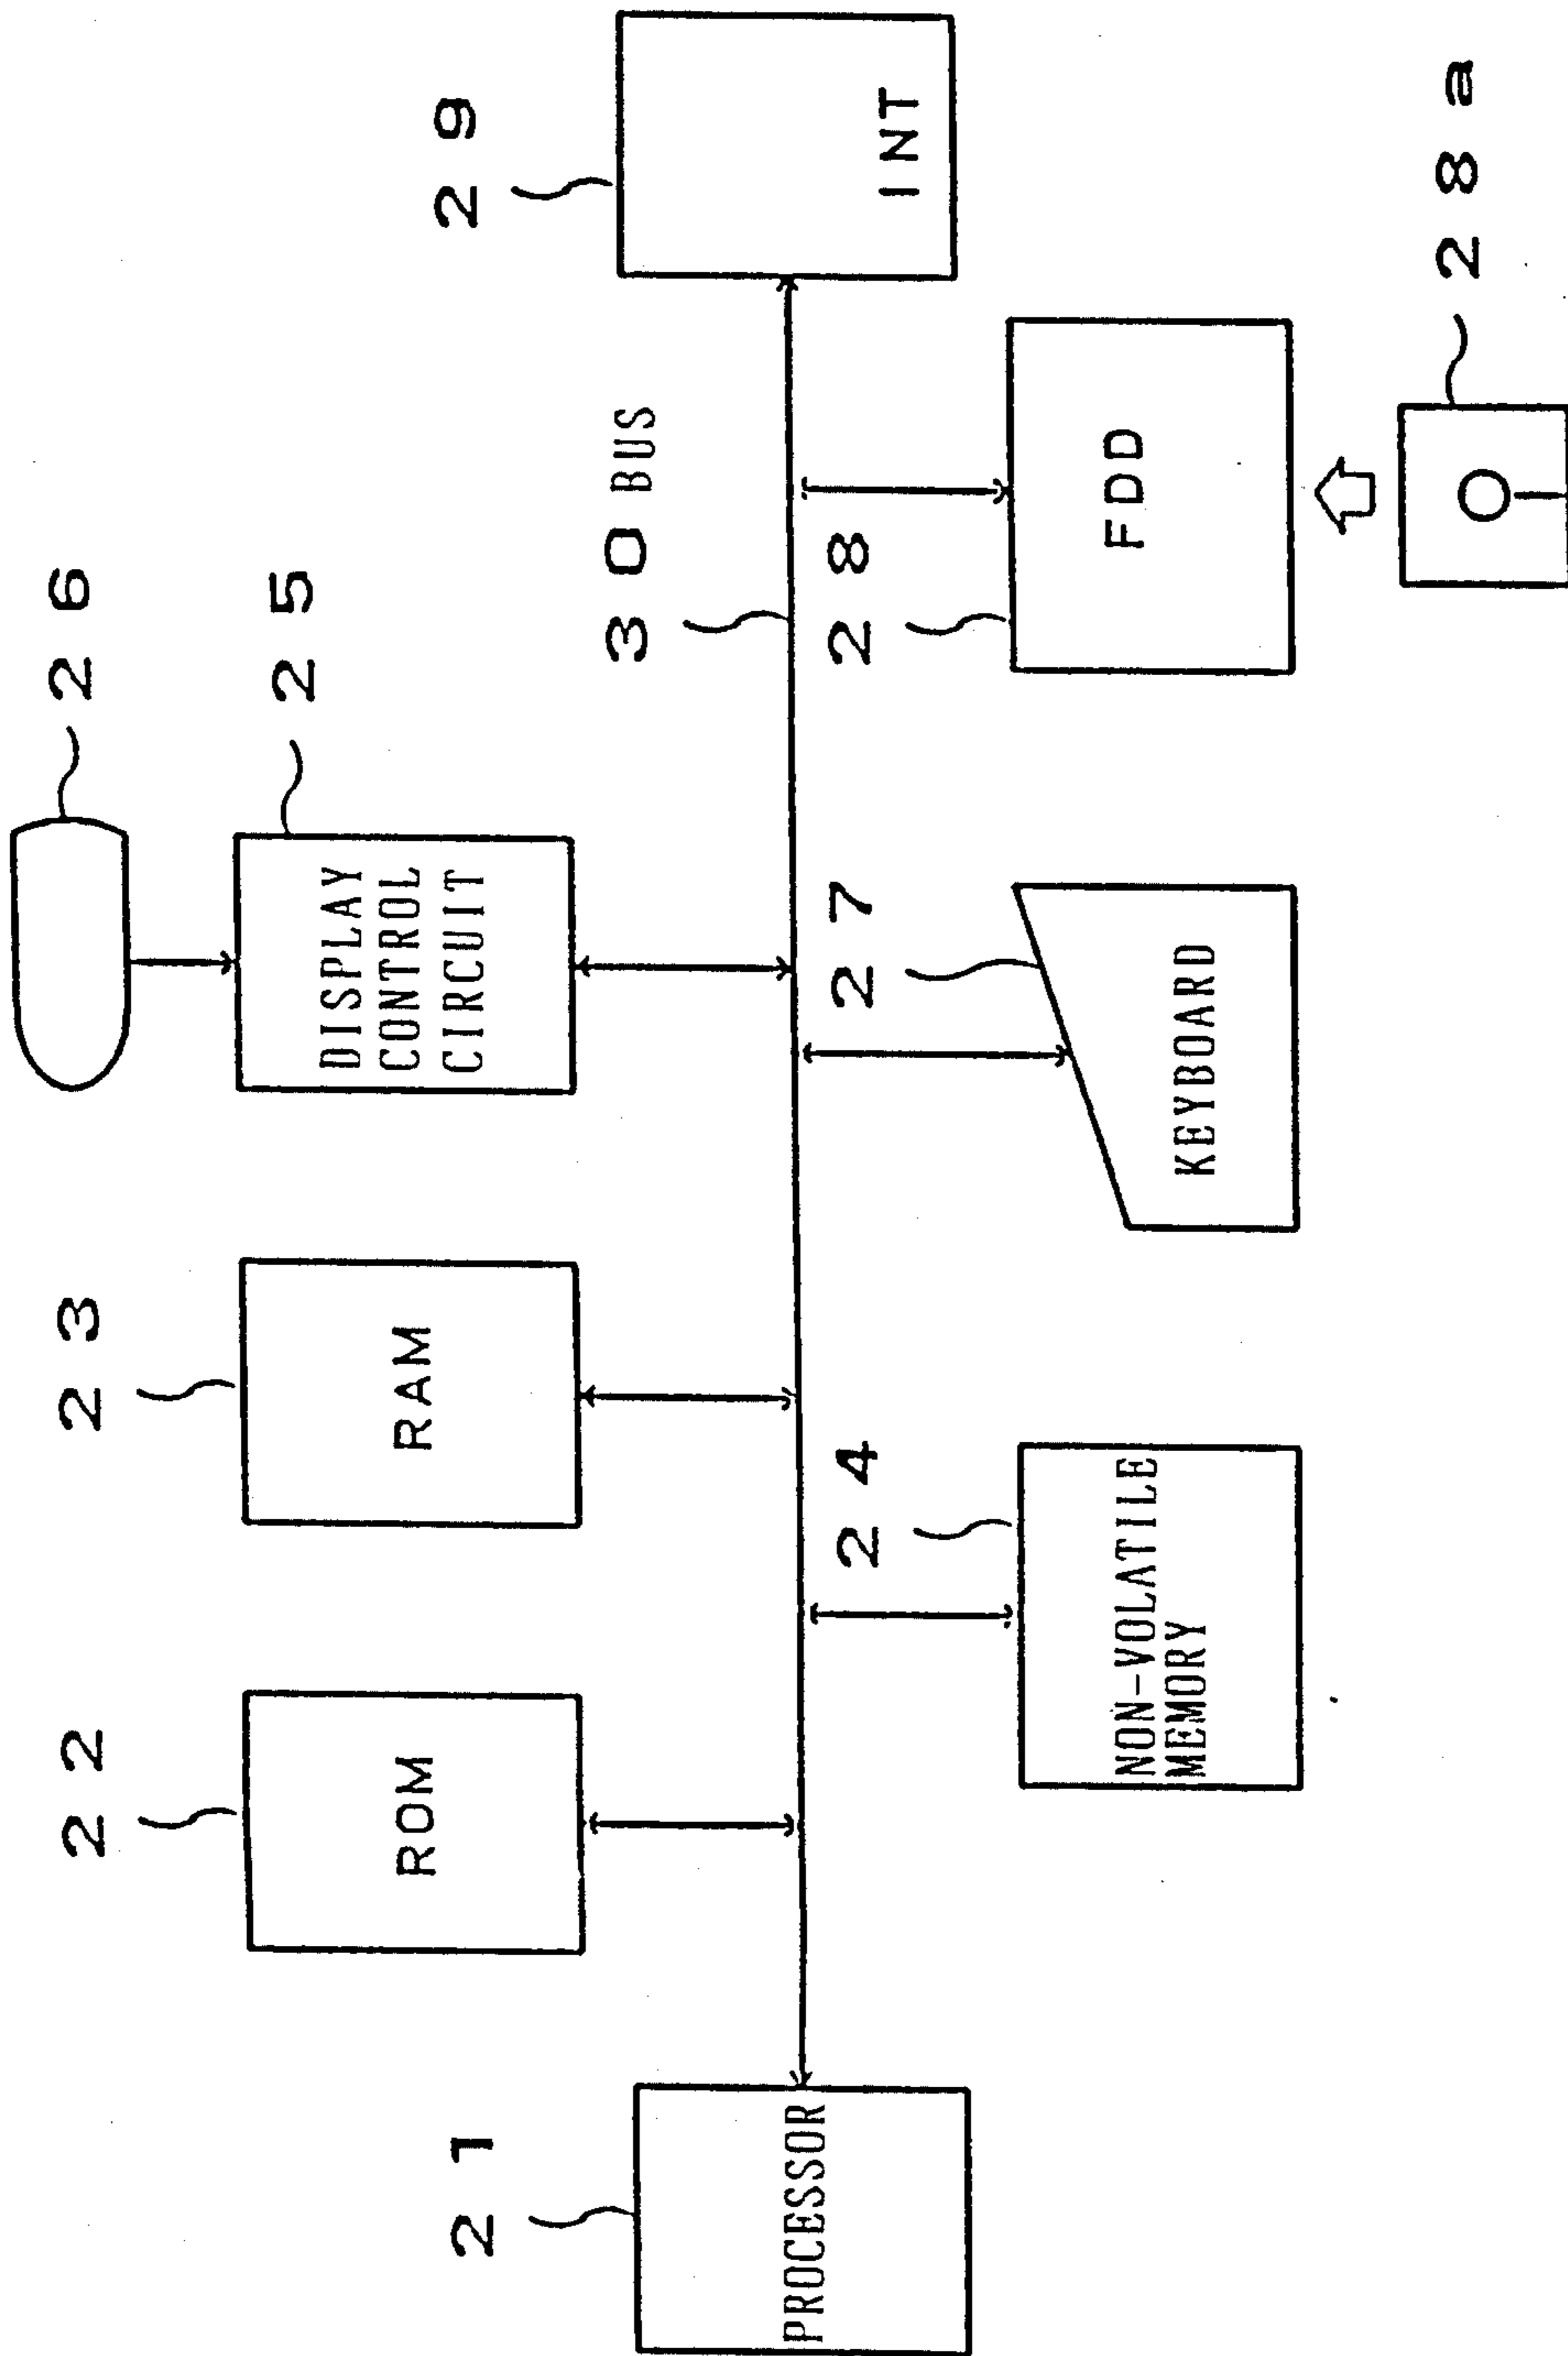 26
22
23
25
ROM
RAM
DISPLAY
CONTROL
CIRCUIT
29
21
30 BUS
INT
PROCESSOR
24
27
28
NON-VOLATILE
MEMORY
KEYBOARD
FDD
28a